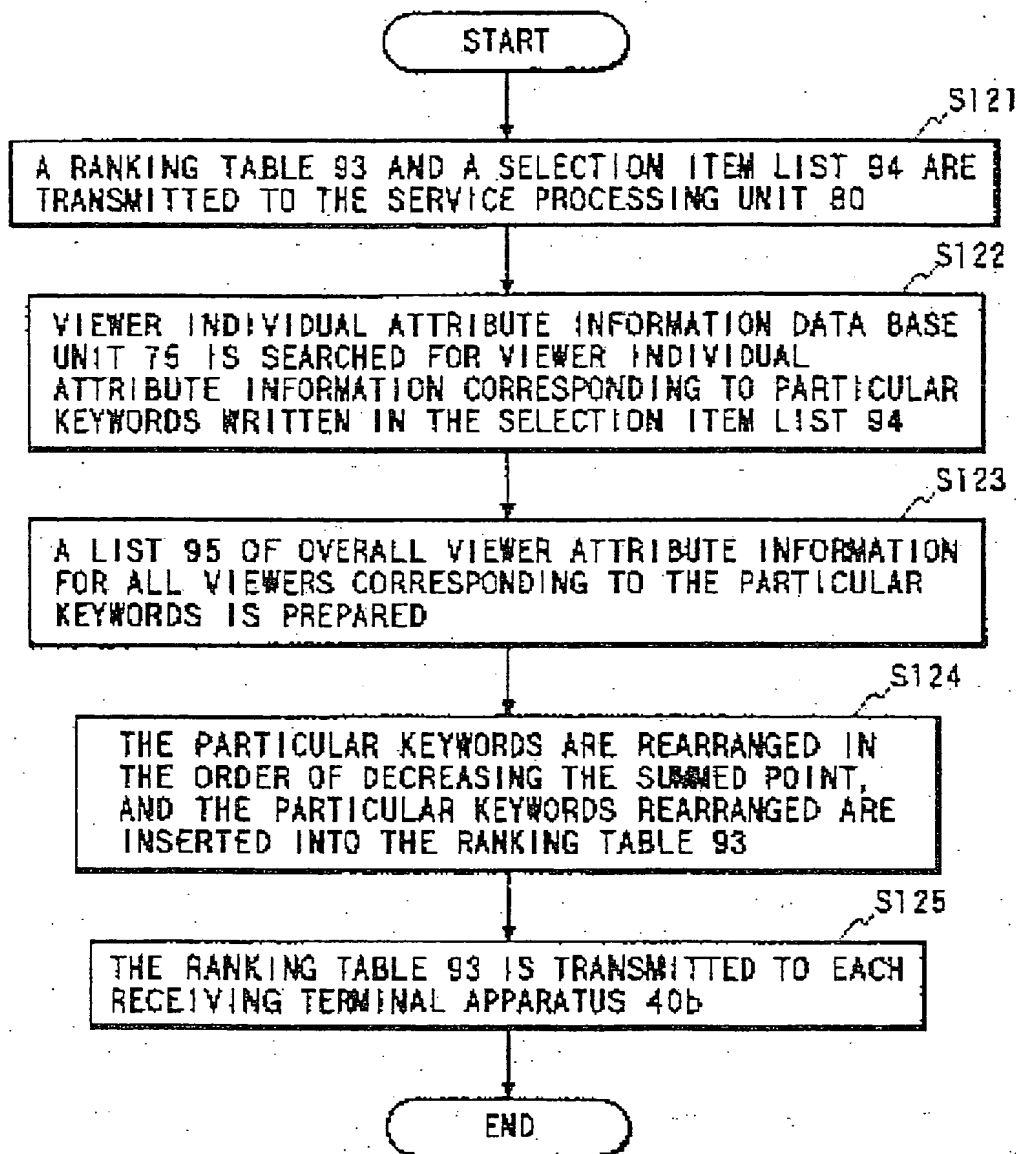 START
S121
A RANKING TABLE 93 AND A SELECTION ITEM LIST 94 ARE
TRANSMITTED TO THE SERVICE PROCESSING UNIT 80
S122
VIEWER INDIVIDUAL ATTRIBUTE INFORMATION DATA BASE
UNIT 75 IS SEARCHED FOR VIEWER INDIVIDUAL
ATTRIBUTE INFORMATION CORRESPONDING TO PARTICULAR
KEYWORDS WRITTEN IN THE SELECTION ITEM LIST 94
S123
A LIST 95 OF OVERALL VIEWER ATTRIBUTE INFORMATION
FOR ALL VIEWERS CORRESPONDING TO THE PARTICULAR
KEYWORDS IS PREPARED
S124
THE PARTICULAR KEYWORDS ARE REARRANGED IN
THE ORDER OF DECREASING THE SUMMED POINT,
AND THE PARTICULAR KEYWORDS REARRANGED ARE
INSERTED INTO THE RANKING TABLE 93
S125
THE RANKING TABLE 93 IS TRANSMITTED TO EACH
RECEIVING TERMINAL APPARATUS 40b
END